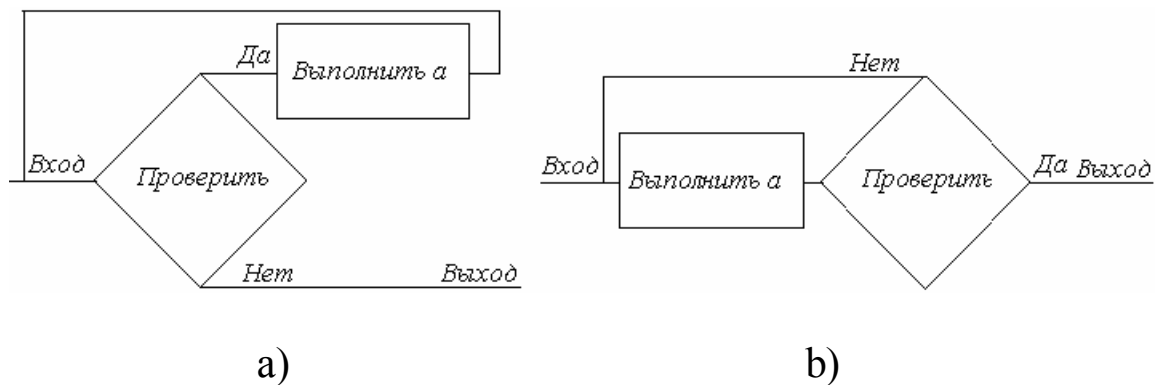 Да
Выполнить а
Вход
Проверить
Нет
Выход
Нет
Вход
Выполнить а
Проверить
Да
Выход
a)
b)